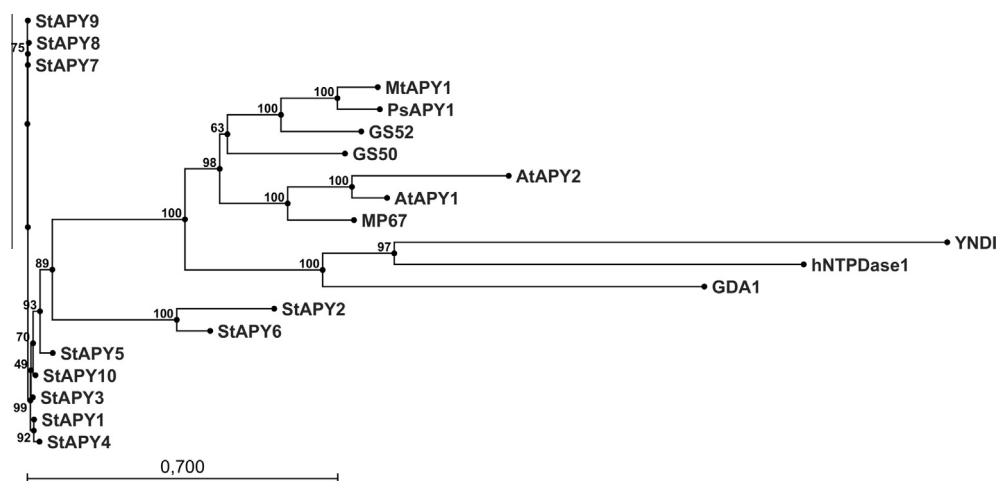 StAPY9
StAPY8
75
StAPY7
MtAPY1
100
PsAPY1
100
GS52
63
GS50
98
AtAPY2
100
AtAPY1
100
MP67
100
YNDI
97
hNTPDase1
100
GDA1
89
StAPY2
100
StAPY6
93
StAPY5
70
StAPY10
49
StAPY3
99
StAPY1
92
StAPY4
0,700